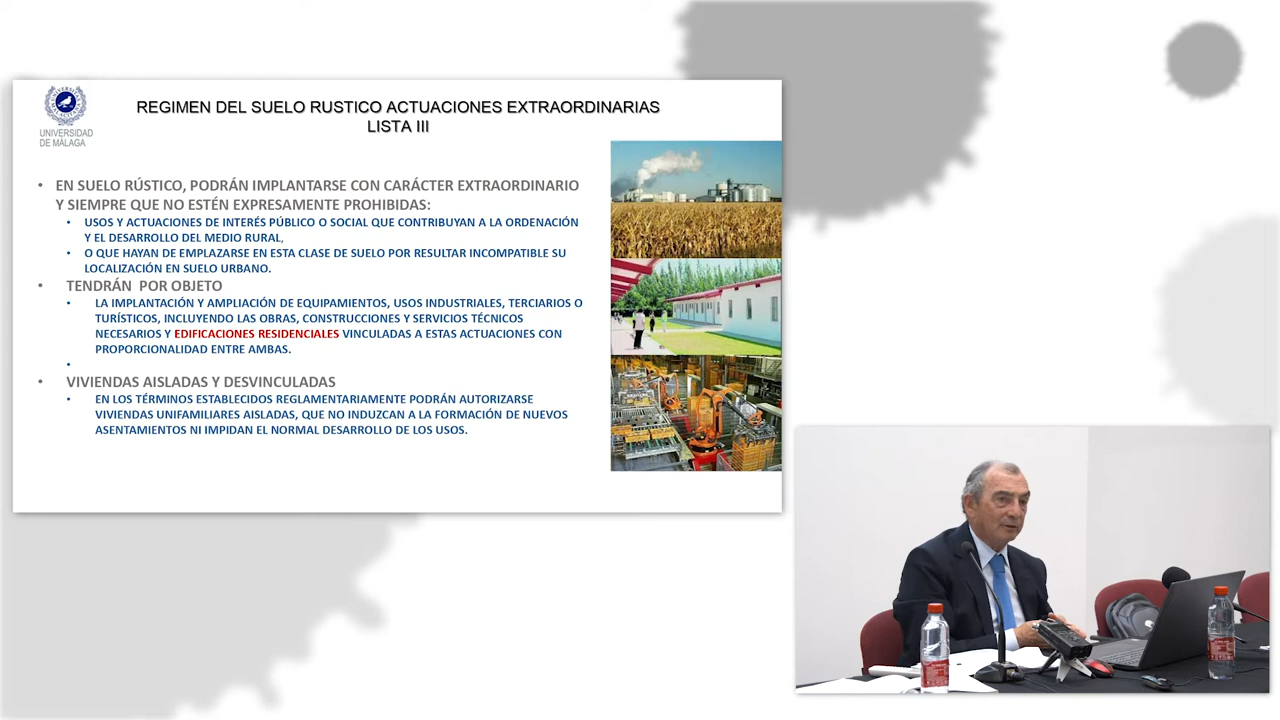 UNIVERSIDAD
DE MÁLAGA
REGIMEN DEL SUELO RUSTICO ACTUACIONES EXTRAORDINARIAS
LISTA III
• EN SUELO RÚSTICO, PODRÁN IMPLANTARSE CON CARÁCTER EXTRAORDINARIO
Y SIEMPRE QUE NO ESTÉN EXPRESAMENTE PROHIBIDAS:
• USOS Y ACTUACIONES DE INTERÉS PÚBLICO O SOCIAL QUE CONTRIBUYAN A LA ORDENACIÓN
Y EL DESARROLLO DEL MEDIO RURAL,
• O QUE HAYAN DE EMPLAZARSE EN ESTA CLASE DE SUELO POR RESULTAR INCOMPATIBLE SU
LOCALIZACIÓN EN SUELO URBANO.
• TENDRÁN POR OBJETO
• LA IMPLANTACIÓN Y AMPLIACIÓN DE EQUIPAMIENTOS, USOS INDUSTRIALES, TERCIARIOS O
TURÍSTICOS, INCLUYENDO LAS OBRAS, CONSTRUCCIONES Y SERVICIOS TÉCNICOS
NECESARIOS Y EDIFICACIONES RESIDENCIALES VINCULADAS A ESTAS ACTUACIONES CON
PROPORCIONALIDAD ENTRE AMBAS.
•
• VIVIENDAS AISLADAS Y DESVINCULADAS
• EN LOS TÉRMINOS ESTABLECIDOS REGLAMENTARIAMENTE PODRÁN AUTORIZARSE
VIVIENDAS UNIFAMILIARES AISLADAS, QUE NO INDUZCAN A LA FORMACIÓN DE NUEVOS
ASENTAMIENTOS NI IMPIDAN EL NORMAL DESARROLLO DE LOS USOS.